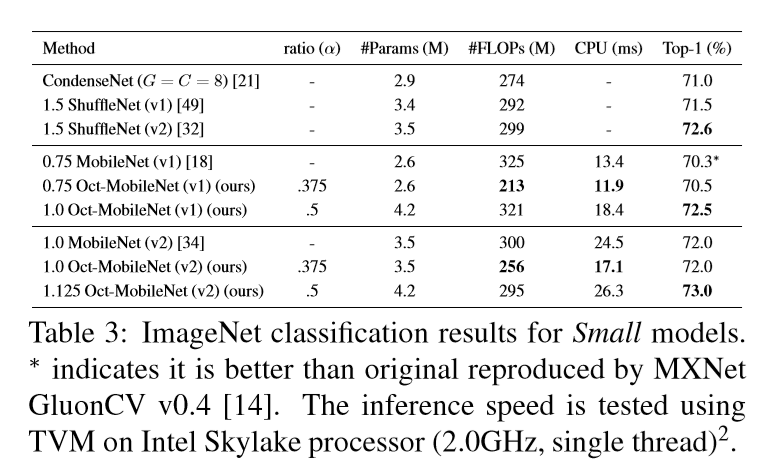 Method ratio (α) #Params (M) #FLOPs (M) CPU (ms) Top-1 (%)
CondenseNet (G = C = 8) [21] - 2.9 274 - 71.0
1.5 ShuffleNet (v1) [49] - 3.4 292 - 71.5
1.5 ShuffleNet (v2) [32] - 3.5 299 - 72.6
0.75 MobileNet (v1) [18] - 2.6 325 13.4 70.3*
0.75 Oct-MobileNet (v1) (ours) .375 2.6 213 11.9 70.5
1.0 Oct-MobileNet (v1) (ours) .5 4.2 321 18.4 72.5
1.0 MobileNet (v2) [34] - 3.5 300 24.5 72.0
1.0 Oct-MobileNet (v2) (ours) .375 3.5 256 17.1 72.0
1.125 Oct-MobileNet (v2) (ours) .5 4.2 295 26.3 73.0
Table 3: ImageNet classification results for Small models.
* indicates it is better than original reproduced by MXNet
GluonCV v0.4 [14]. The inference speed is tested using
TVM on Intel Skylake processor (2.0GHz, single thread)².